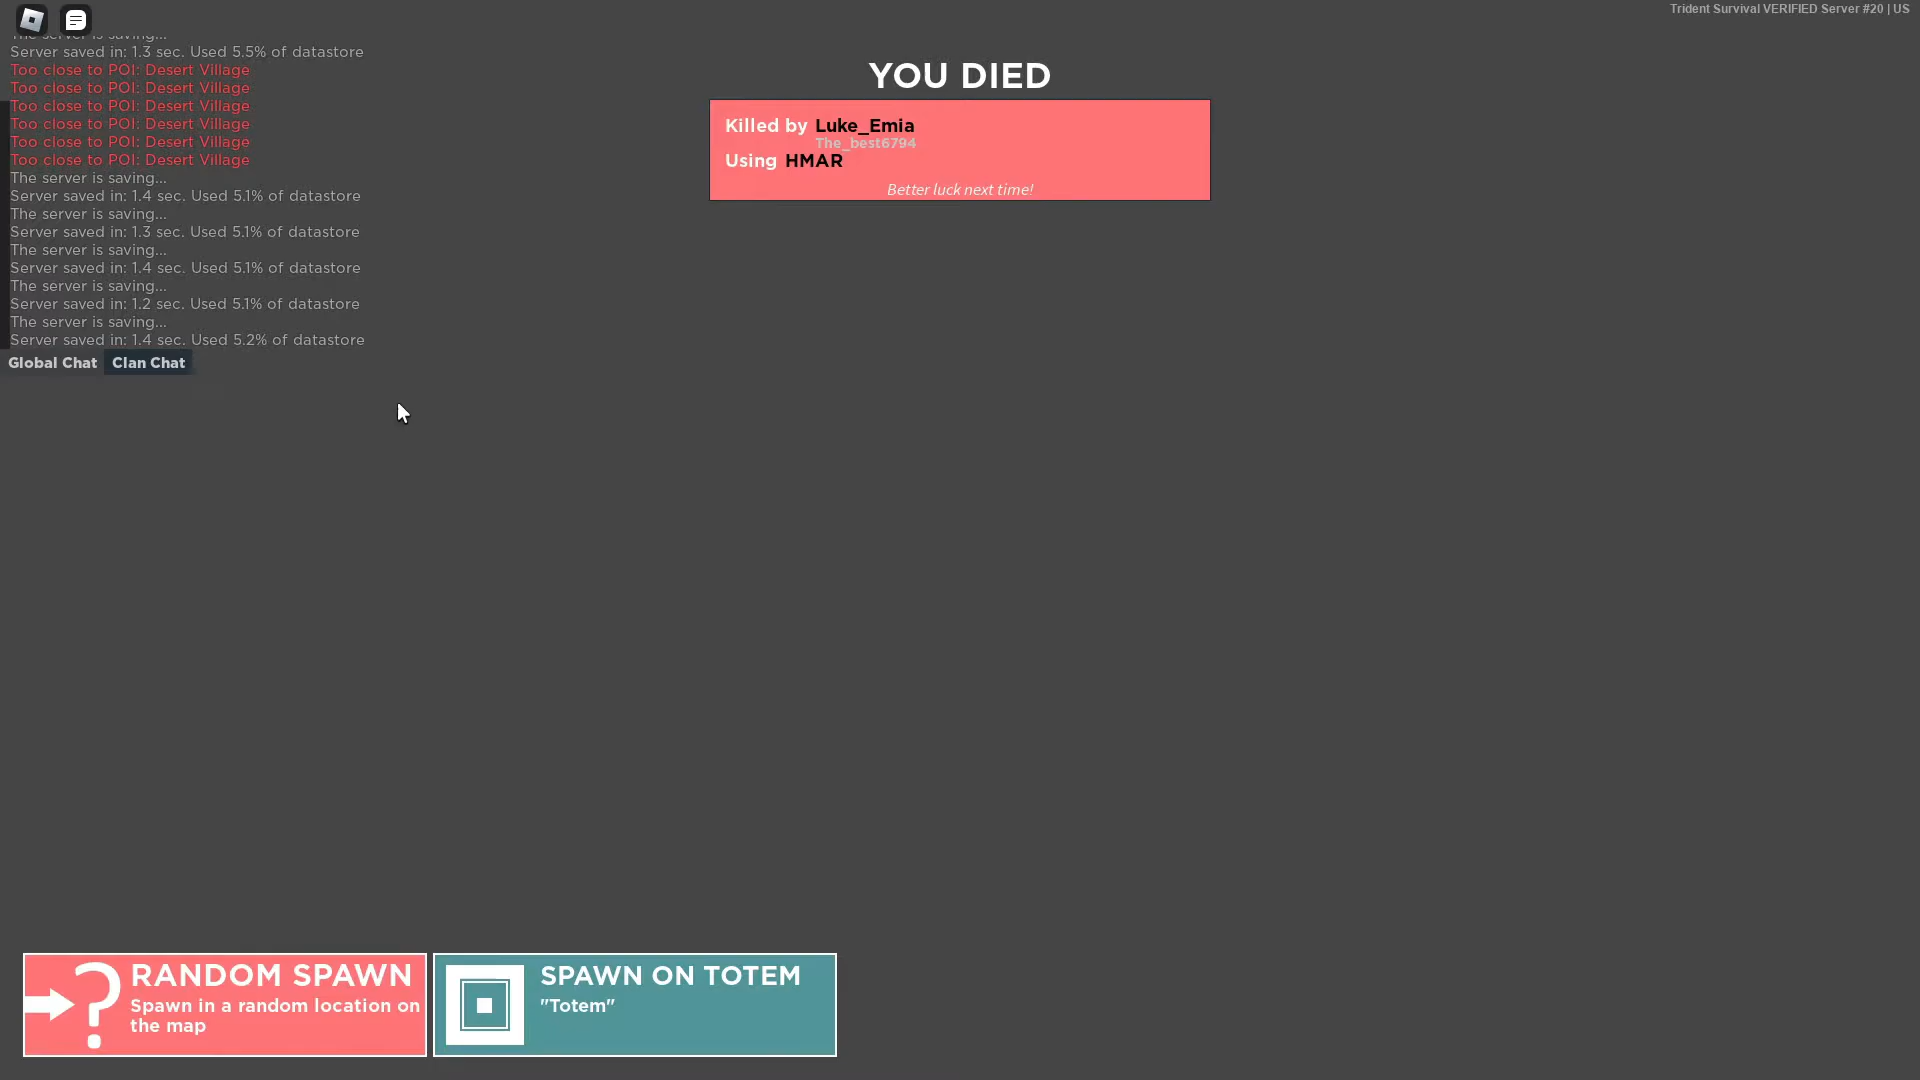 Trident Survival VERIFIED Server #20 | US
The server is saving...
Server saved in: 1.3 sec. Used 5.5% of datastore
Too close to POI: Desert Village
Too close to POI: Desert Village
Too close to POI: Desert Village
Too close to POI: Desert Village
Too close to POI: Desert Village
Too close to POI: Desert Village
The server is saving...
Server saved in: 1.4 sec. Used 5.1% of datastore
The server is saving...
Server saved in: 1.3 sec. Used 5.1% of datastore
The server is saving...
Server saved in: 1.4 sec. Used 5.1% of datastore
The server is saving...
Server saved in: 1.2 sec. Used 5.1% of datastore
The server is saving...
Server saved in: 1.4 sec. Used 5.2% of datastore
Global Chat Clan Chat
YOU DIED
Killed by Luke_Emia
The_best6794
Using HMAR
Better luck next time!
RANDOM SPAWN
Spawn in a random location on
the map
SPAWN ON TOTEM
"Totem"